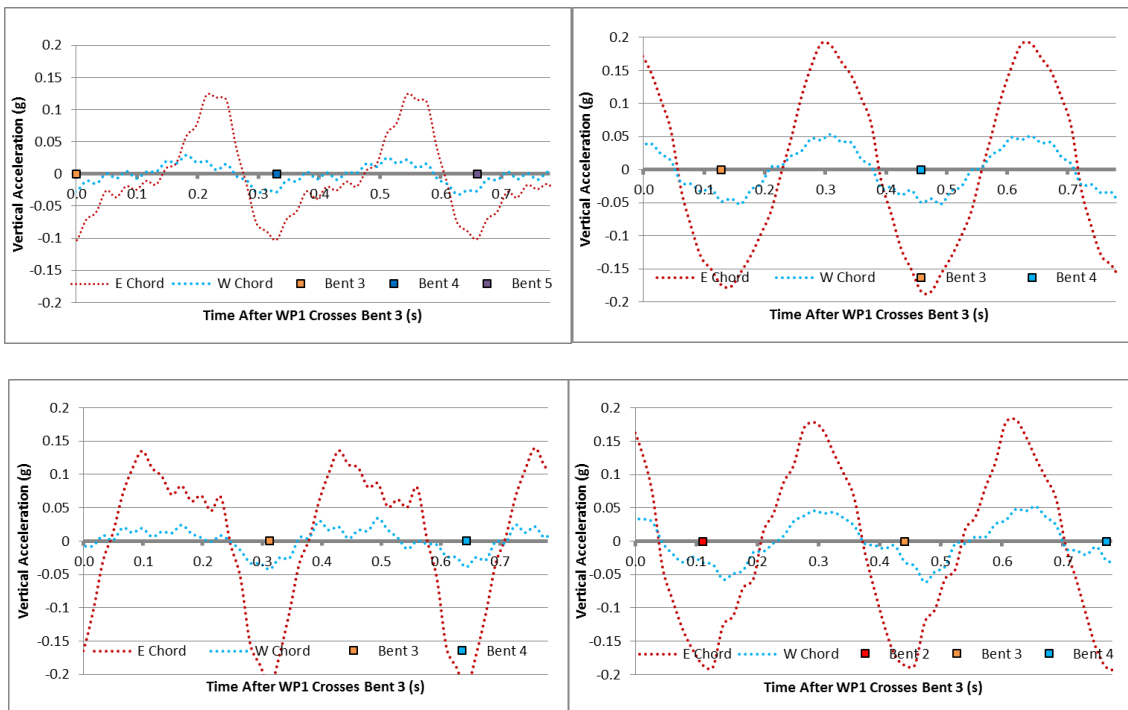 0.2
0.15
0.1
0.05
0
-0.05
-0.1
-0.15
-0.2
Vertical Acceleration (g)
0.0 0.1 0.2 0.3 0.4 0.5 0.6 0.7
E Chord W Chord Bent 3 Bent 4 Bent 5
Time After WP1 Crosses Bent 3 (s)
0.2
0.15
0.1
0.05
0
-0.05
-0.1
-0.15
-0.2
Vertical Acceleration (g)
0.0 0.1 0.2 0.3 0.4 0.5 0.6 0.7
E Chord W Chord Bent 3 Bent 4
Time After WP1 Crosses Bent 3 (s)
0.2
0.15
0.1
0.05
0
-0.05
-0.1
-0.15
-0.2
Vertical Acceleration (g)
0.0 0.1 0.2 0.3 0.4 0.5 0.6 0.7
E Chord W Chord Bent 3 Bent 4
Time After WP1 Crosses Bent 3 (s)
0.2
0.15
0.1
0.05
0
-0.05
-0.1
-0.15
-0.2
Vertical Acceleration (g)
0.0 0.1 0.2 0.3 0.4 0.5 0.6 0.7
E Chord W Chord Bent 2 Bent 3 Bent 4
Time After WP1 Crosses Bent 3 (s)